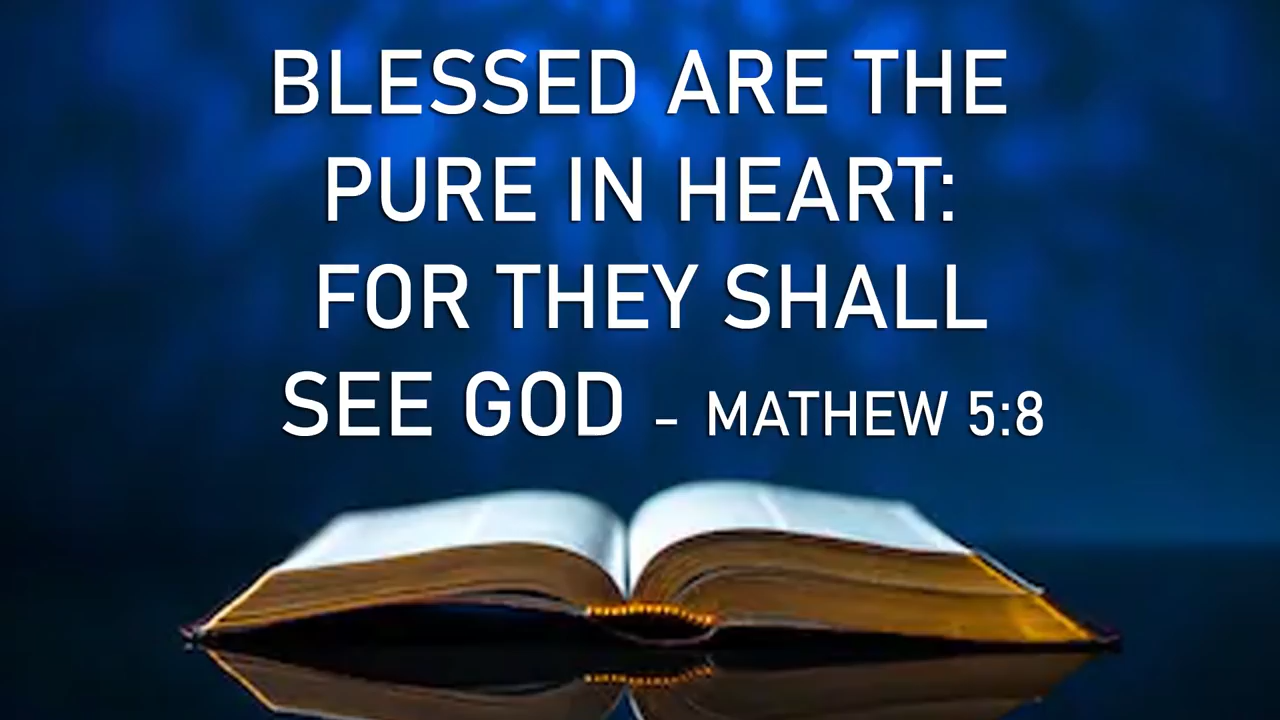 BLESSED ARE THE
PURE IN HEART:
FOR THEY SHALL
SEE GOD - MATHEW 5:8